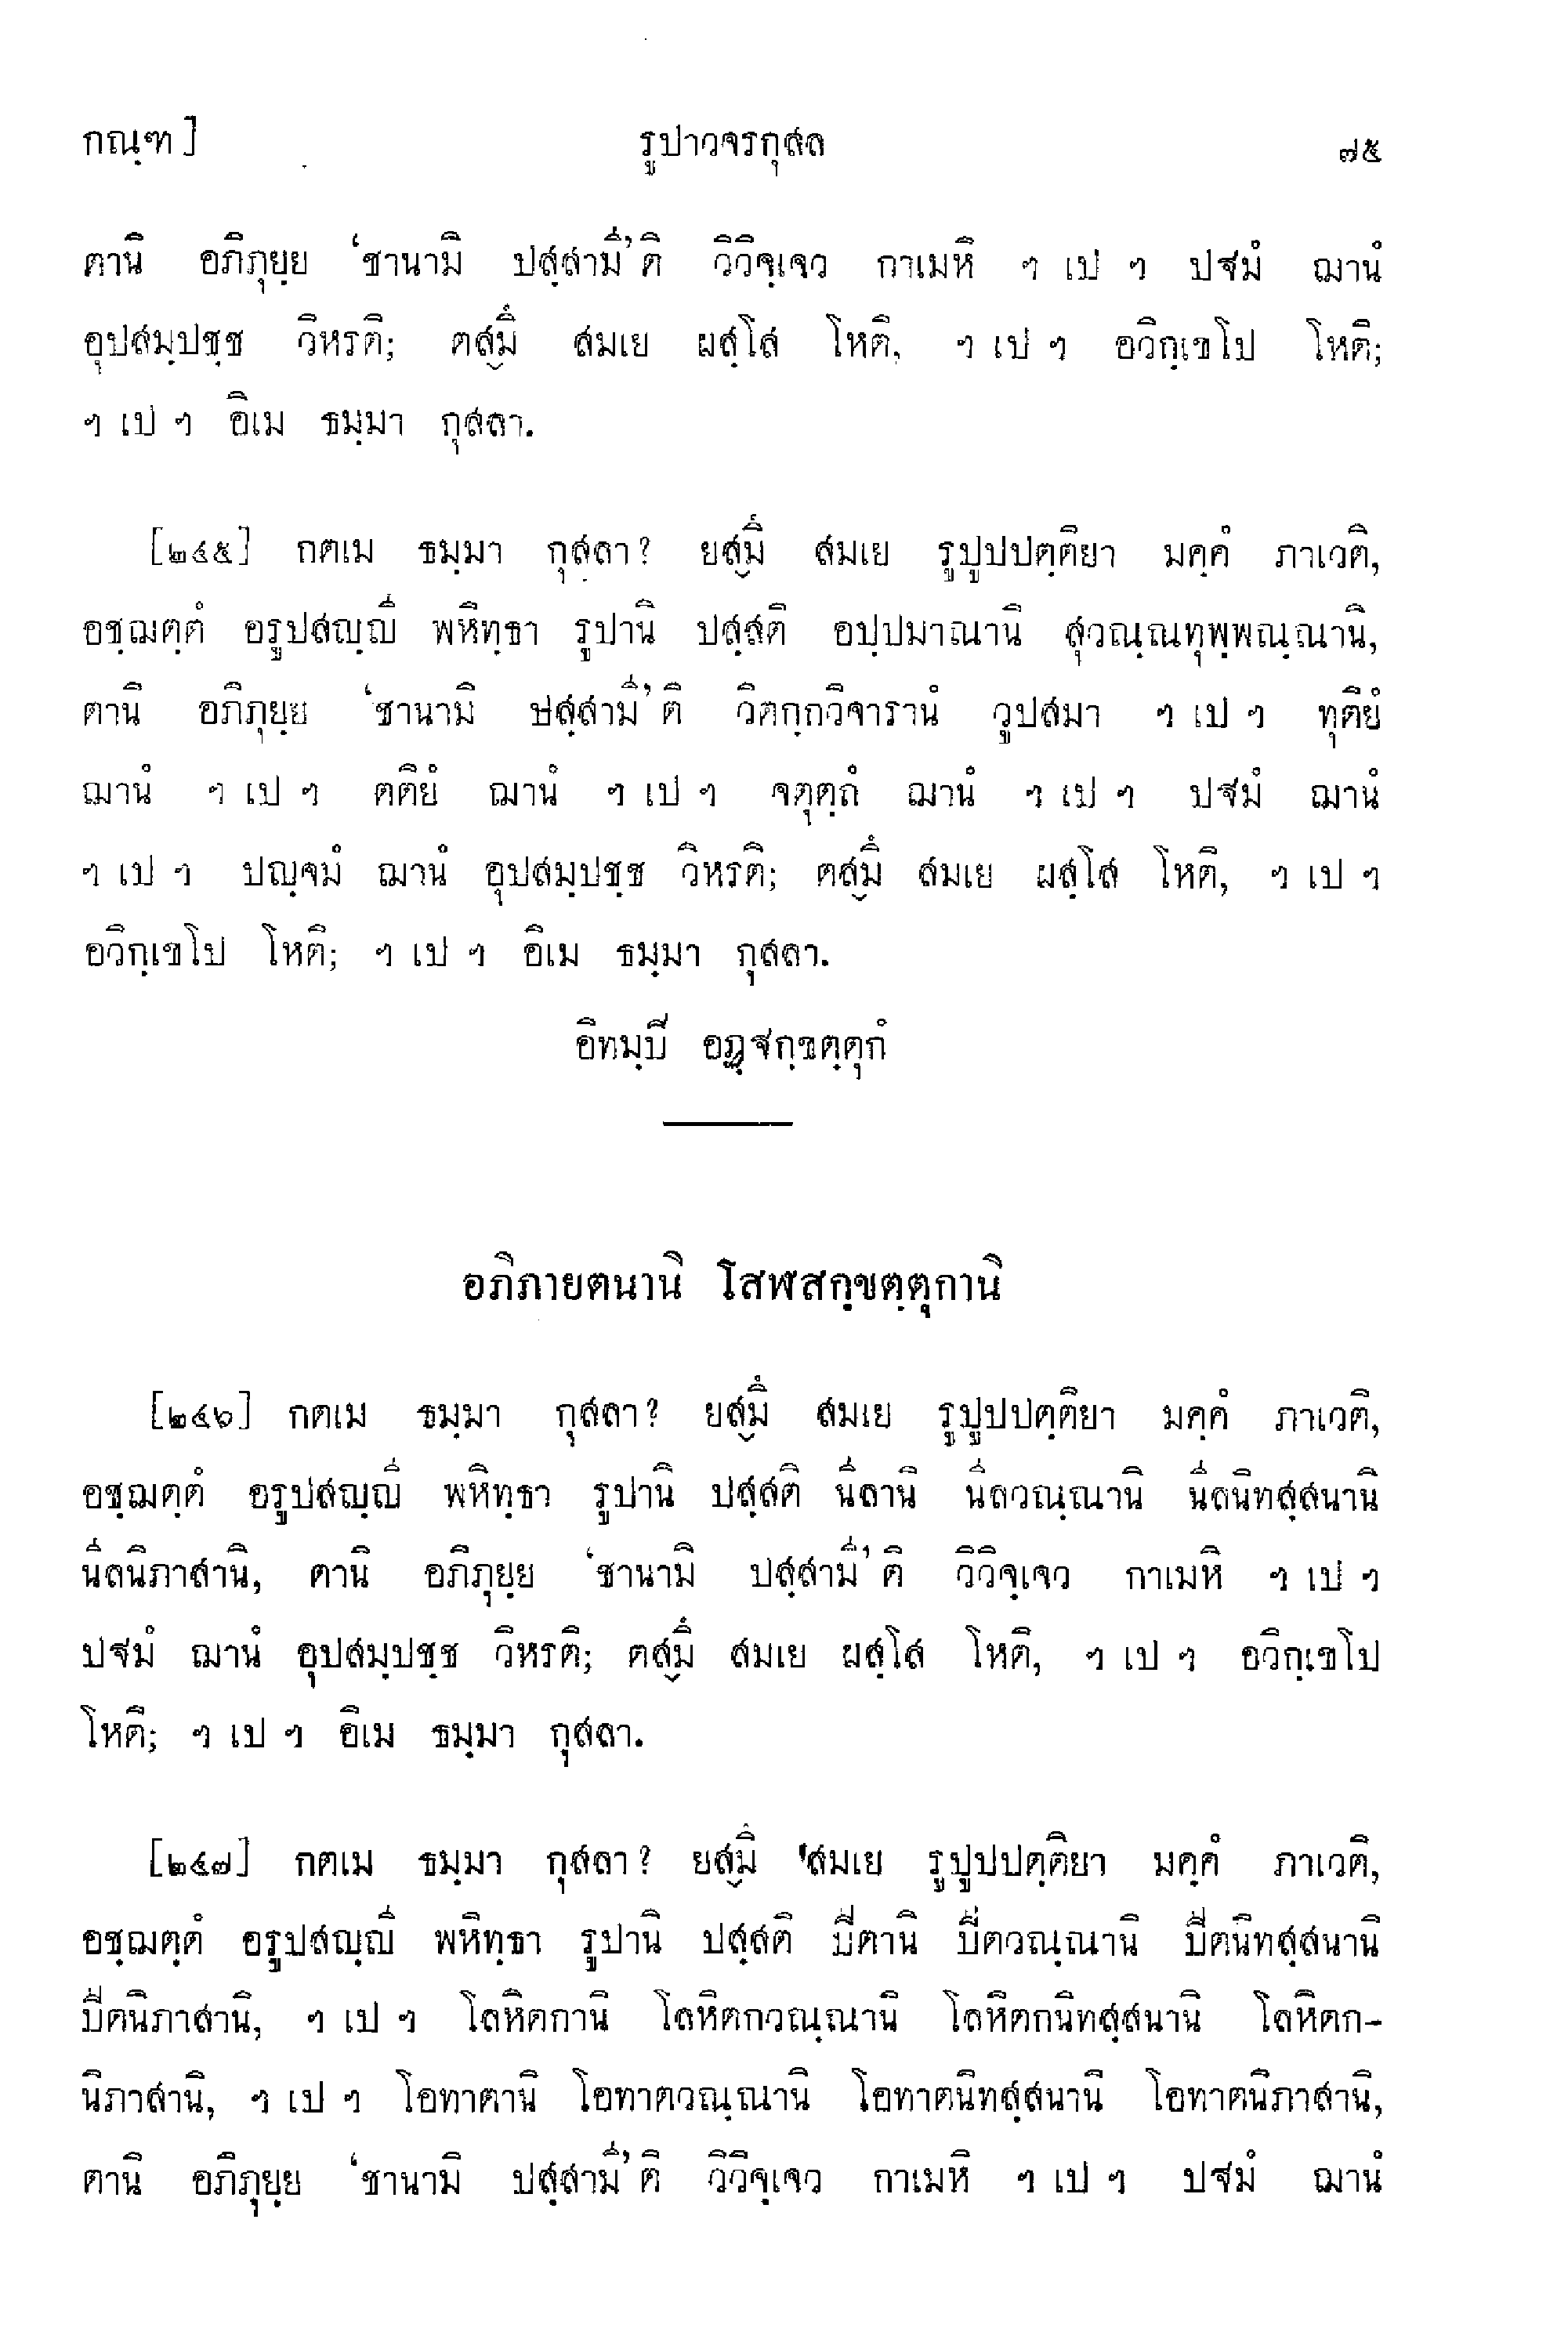 กณฺฑ]	รูปาวจรกุสล	๗๕
ตานิ อภิภุยฺย ‘ชานามิ ปสฺสามี’ติ วิวิจฺเจว กาเมหิ ฯ เป ฯ ปฐมํ ฌานํ
อุปสมฺปชฺช วิหรติ; ตสฺมึ สมเย ผสฺโส โหติ, ฯ เป ฯ อวิกฺเขโป โหติ;
ฯ เป ฯ อิเม ธมฺมา กุสลา.
[๒๔๕] กตเม ธมฺมา กุสลา? ยสฺมึ สมเย รูปูปปตฺติยา มคฺคํ ภาเวติ,
อชฺฌตฺตํ อรูปสญฺญี พหิทฺธา รูปานิ ปสฺสติ อปฺปมาณานิ สุวณฺณทุพฺพณฺณานิ,
ตานิ อภิภุยฺย ‘ชานามิ ปสฺสามี’ติ วิตกฺกวิจารานํ วูปสมา ฯ เป ฯ ทุติยํ
ฌานํ ฯ เป ฯ ตติยํ ฌานํ ฯ เป ฯ จตุตฺถํ ฌานํ ฯ เป ฯ ปฐมํ ฌานํ
ฯ เป ฯ ปญฺจมํ ฌานํ อุปสมฺปชฺช วิหรติ; ตสฺมึ สมเย ผสฺโส โหติ, ฯ เป ฯ
อวิกฺเขโป โหติ; ฯ เป ฯ อิเม ธมฺมา กุสลา.
อิทมฺปิ อฏฺฐกฺขตฺตุกํ
อภิภายตนานิ โสฬสกฺขตฺตุกานิ
[๒๔๖] กตเม ธมฺมา กุสลา? ยสฺมึ สมเย รูปูปปตฺติยา มคฺคํ ภาเวติ,
อชฺฌตฺตํ อรูปสญฺญี พหิทฺธา รูปานิ ปสฺสติ นีลานิ นีลวณฺณานิ นีลนิทสฺสนานิ
นีลนิภาสานิ, ตานิ อภิภุยฺย ‘ชานามิ ปสฺสามี’ติ วิวิจฺเจว กาเมหิ ฯ เป ฯ
ปฐมํ ฌานํ อุปสมฺปชฺช วิหรติ; ตสฺมึ สมเย ผสฺโส โหติ, ฯ เป ฯ อวิกฺเขโป
โหติ; ฯ เป ฯ อิเม ธมฺมา กุสลา.
[๒๔๗] กตเม ธมฺมา กุสลา? ยสฺมึ สมเย รูปูปปตฺติยา มคฺคํ ภาเวติ,
อชฺฌตฺตํ อรูปสญฺญี พหิทฺธา รูปานิ ปสฺสติ ปีตานิ ปีตวณฺณานิ ปีตนิทสฺสนานิ
ปีตนิภาสานิ, ฯ เป ฯ โลหิตกานิ โลหิตกวณฺณานิ โลหิตกนิทสฺสนานิ โลหิตก-
นิภาสานิ, ฯ เป ฯ โอทาตานิ โอทาตวณฺณานิ โอทาตนิทสฺสนานิ โอทาตนิภาสานิ,
ตานิ อภิภุยฺย ‘ชานามิ ปสฺสามี’ติ วิวิจฺเจว กาเมหิ ฯ เป ฯ ปฐมํ ฌานํ